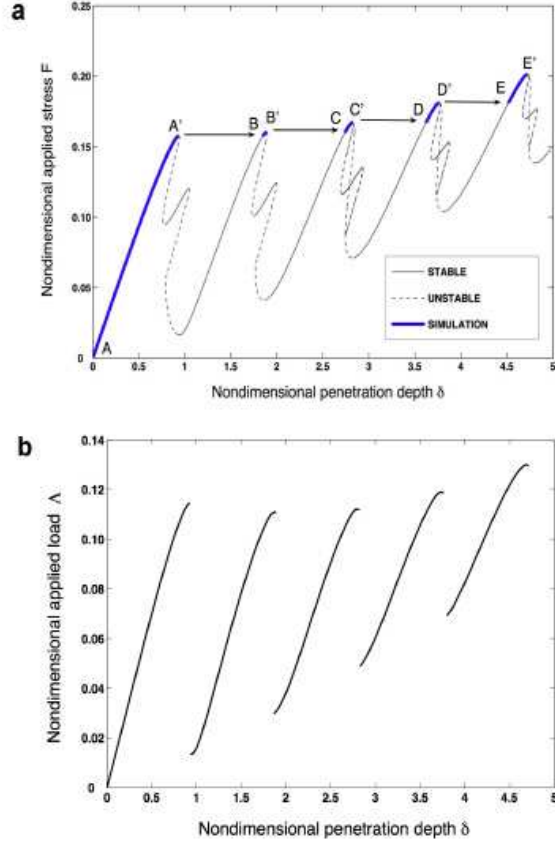 a
Nondimensional applied stress F
0.25
0.20
0.15
0.10
0.05
0
A
A'
B
B'
C
C'
D
D'
E
E'
STABLE
UNSTABLE
SIMULATION
0 0.5 1 1.5 2 2.5 3 3.5 4 4.5 5
Nondimensional penetration depth δ
b
Nondimensional applied load Λ
0.14
0.12
0.10
0.08
0.06
0.04
0.02
0
0 0.5 1 1.5 2 2.5 3 3.5 4 4.5 5
Nondimensional penetration depth δ